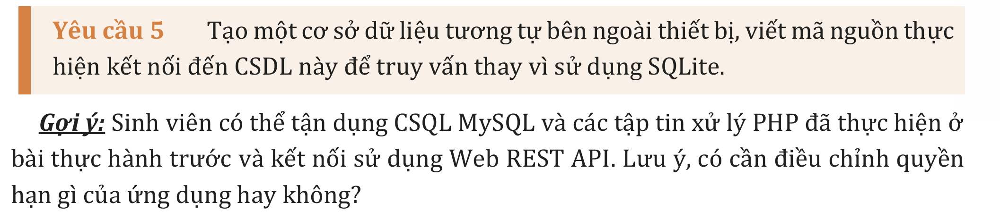 Yêu cầu 5 Tạo một cơ sở dữ liệu tương tự bên ngoài thiết bị, viết mã nguồn thực
hiện kết nối đến CSDL này để truy vấn thay vì sử dụng SQLite.
Gợi ý: Sinh viên có thể tận dụng CSQL MySQL và các tập tin xử lý PHP đã thực hiện ở
bài thực hành trước và kết nối sử dụng Web REST API. Lưu ý, có cần điều chỉnh quyền
hạn gì của ứng dụng hay không?